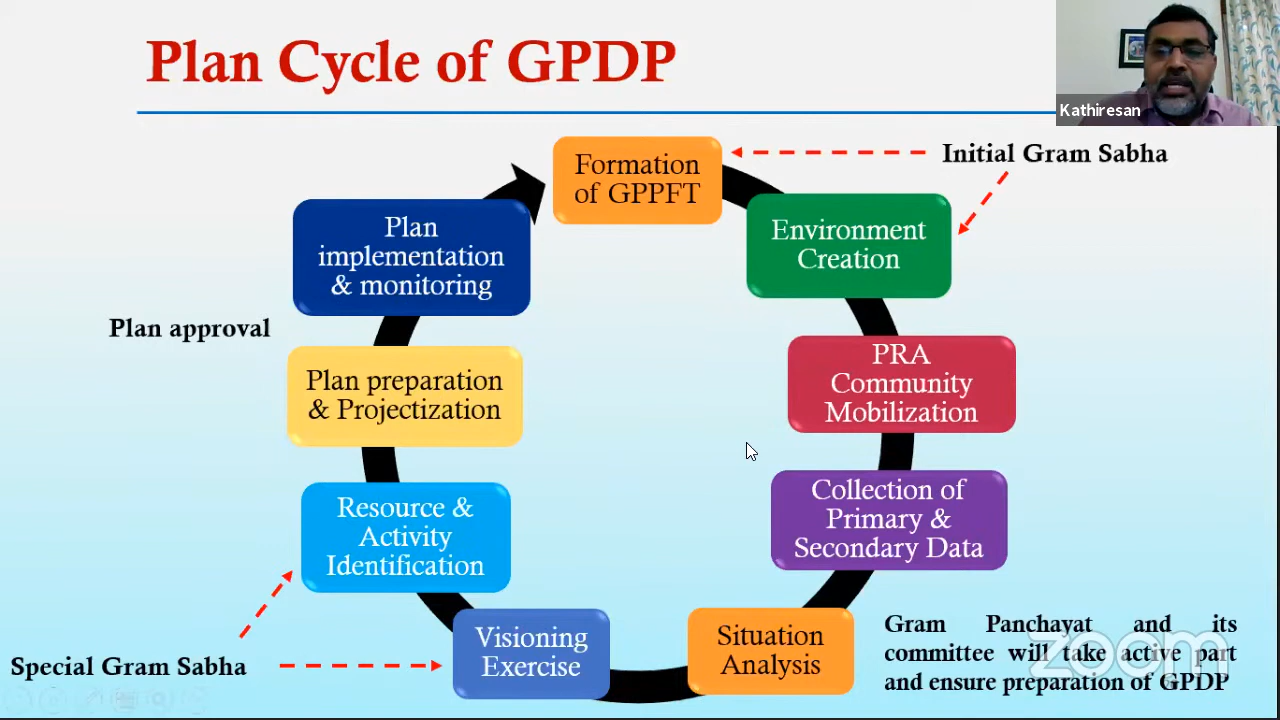 Plan Cycle of GPDP
Kathiresan
Initial Gram Sabha
Formation
of GPPFT
Environment
Creation
PRA
Community
Mobilization
Collection of
Primary &
Secondary Data
Situation
Analysis
Visioning
Exercise
Resource &
Activity
Identification
Plan preparation
& Projectization
Plan
implementation
& monitoring
Plan approval
Special Gram Sabha
Gram Panchayat and its
committee will take active part
and ensure preparation of GPDP
zoom